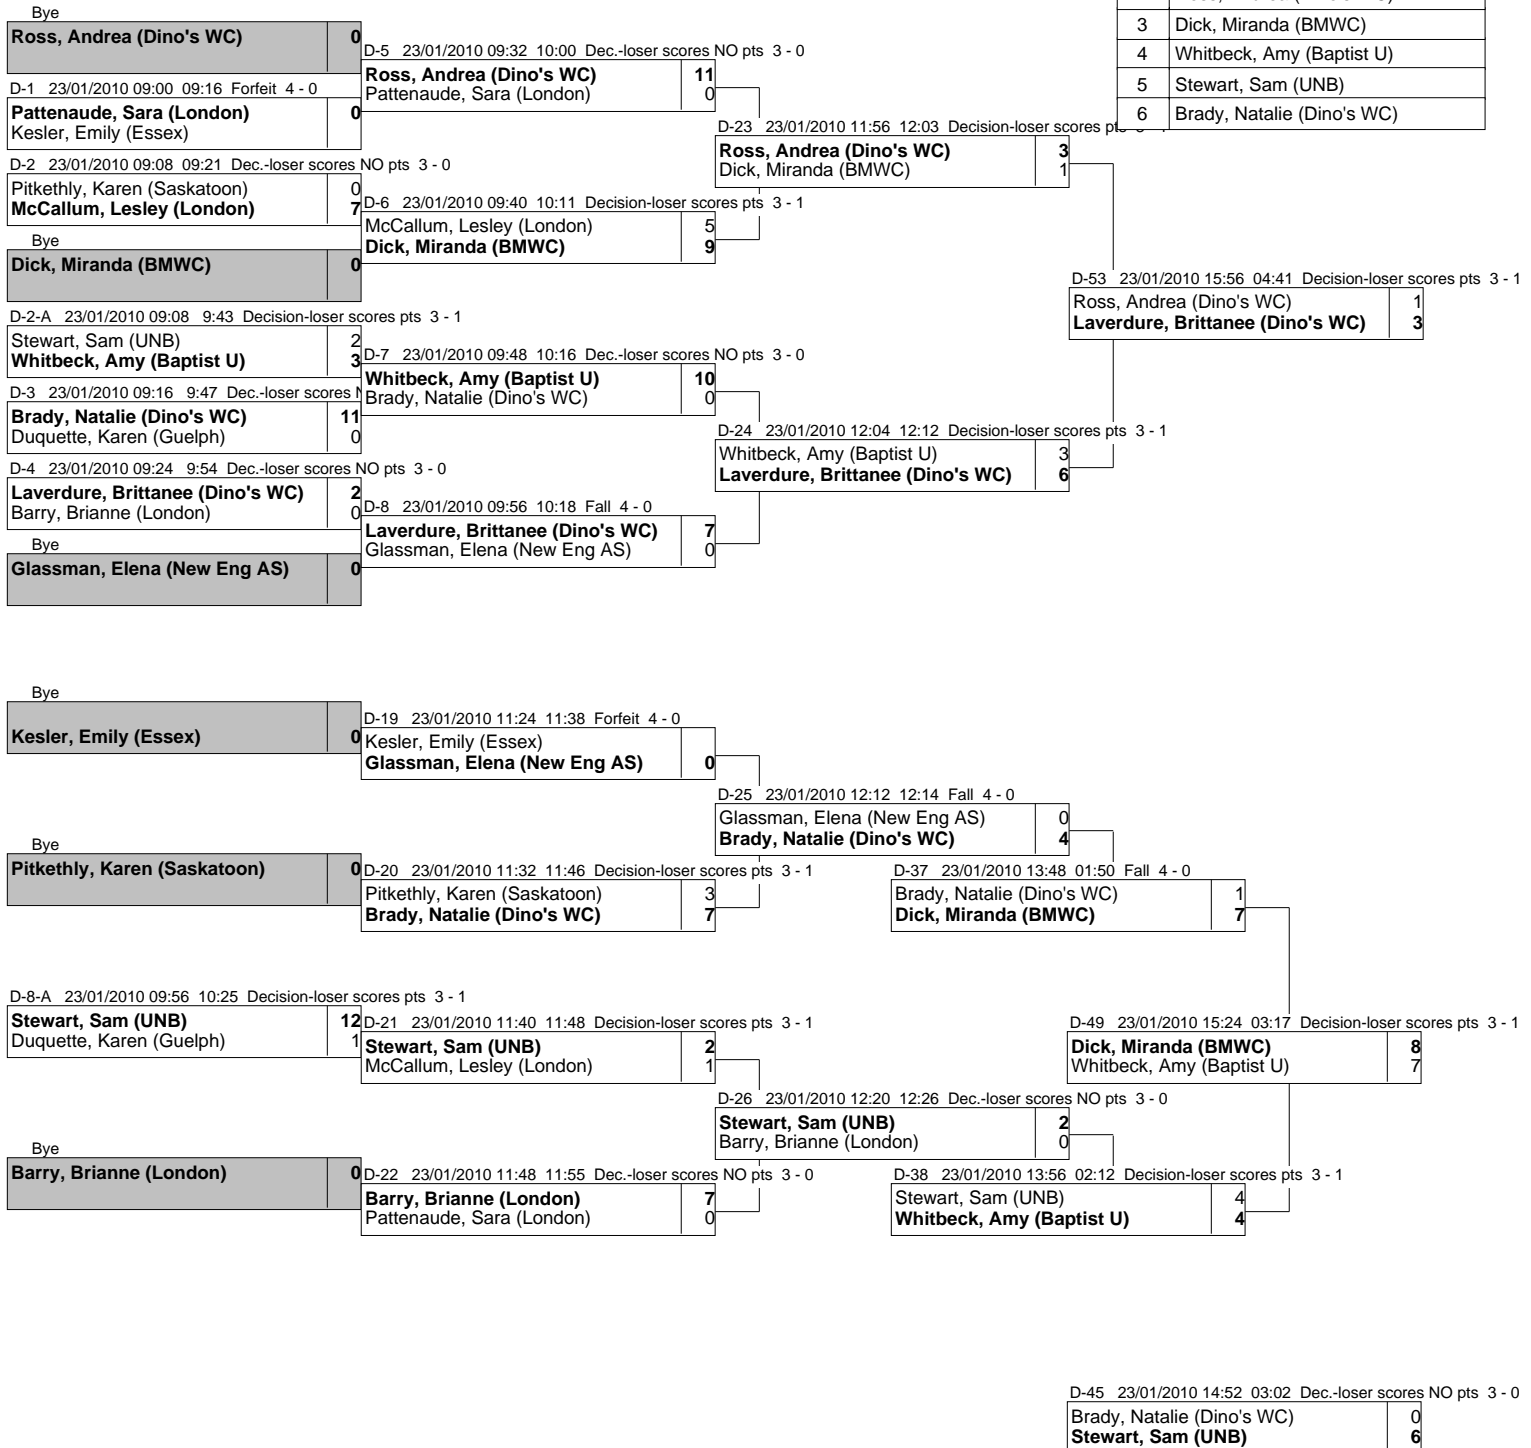 Bye
Ross, Andrea (Dino's WC) 0
D-1 23/01/2010 09:00 09:16 Forfeit 4 - 0
Pattenaude, Sara (London) 0
Kesler, Emily (Essex)
D-2 23/01/2010 09:08 09:21 Dec.-loser scores NO pts 3 - 0
Pitkethly, Karen (Saskatoon) 0
McCallum, Lesley (London) 7
Bye
Dick, Miranda (BMWC) 0
D-2-A 23/01/2010 09:08 9:43 Decision-loser scores pts 3 - 1
Stewart, Sam (UNB) 2
Whitbeck, Amy (Baptist U) 3
D-3 23/01/2010 09:16 9:47 Dec.-loser scores
Brady, Natalie (Dino's WC) 11
Duquette, Karen (Guelph) 0
D-4 23/01/2010 09:24 9:54 Dec.-loser scores NO pts 3 - 0
Laverdure, Brittanee (Dino's WC) 2
Barry, Brianne (London) 0
Bye
Glassman, Elena (New Eng AS) 0
D-5 23/01/2010 09:32 10:00 Dec.-loser scores NO pts 3 - 0
Ross, Andrea (Dino's WC) 11
Pattenaude, Sara (London) 0
D-6 23/01/2010 09:40 10:11 Decision-loser scores pts 3 - 1
McCallum, Lesley (London) 5
Dick, Miranda (BMWC) 9
D-7 23/01/2010 09:48 10:16 Dec.-loser scores NO pts 3 - 0
Whitbeck, Amy (Baptist U) 10
Brady, Natalie (Dino's WC) 0
D-8 23/01/2010 09:56 10:18 Fall 4 - 0
Laverdure, Brittanee (Dino's WC) 7
Glassman, Elena (New Eng AS) 0
D-23 23/01/2010 11:56 12:03 Decision-loser scores
Ross, Andrea (Dino's WC) 3
Dick, Miranda (BMWC) 1
D-24 23/01/2010 12:04 12:12 Decision-loser scores pts 3 - 1
Whitbeck, Amy (Baptist U) 3
Laverdure, Brittanee (Dino's WC) 6
3 Dick, Miranda (BMWC)
4 Whitbeck, Amy (Baptist U)
5 Stewart, Sam (UNB)
6 Brady, Natalie (Dino's WC)
D-53 23/01/2010 15:56 04:41 Decision-loser scores pts 3 - 1
Ross, Andrea (Dino's WC) 1
Laverdure, Brittanee (Dino's WC) 3
Bye
Kesler, Emily (Essex) 0
Bye
Pitkethly, Karen (Saskatoon) 0
D-8-A 23/01/2010 09:56 10:25 Decision-loser scores pts 3 - 1
Stewart, Sam (UNB) 12
Duquette, Karen (Guelph) 1
Bye
Barry, Brianne (London) 0
D-19 23/01/2010 11:24 11:38 Forfeit 4 - 0
Kesler, Emily (Essex)
Glassman, Elena (New Eng AS) 0
D-20 23/01/2010 11:32 11:46 Decision-loser scores pts 3 - 1
Pitkethly, Karen (Saskatoon) 3
Brady, Natalie (Dino's WC) 7
D-21 23/01/2010 11:40 11:48 Decision-loser scores pts 3 - 1
Stewart, Sam (UNB) 2
McCallum, Lesley (London) 1
D-22 23/01/2010 11:48 11:55 Dec.-loser scores NO pts 3 - 0
Barry, Brianne (London) 7
Pattenaude, Sara (London) 0
D-25 23/01/2010 12:12 12:14 Fall 4 - 0
Glassman, Elena (New Eng AS) 0
Brady, Natalie (Dino's WC) 4
D-37 23/01/2010 13:48 01:50 Fall 4 - 0
Brady, Natalie (Dino's WC) 1
Dick, Miranda (BMWC) 7
D-26 23/01/2010 12:20 12:26 Dec.-loser scores NO pts 3 - 0
Stewart, Sam (UNB) 2
Barry, Brianne (London) 0
D-38 23/01/2010 13:56 02:12 Decision-loser scores pts 3 - 1
Stewart, Sam (UNB) 4
Whitbeck, Amy (Baptist U) 4
D-49 23/01/2010 15:24 03:17 Decision-loser scores pts 3 - 1
Dick, Miranda (BMWC) 8
Whitbeck, Amy (Baptist U) 7
D-45 23/01/2010 14:52 03:02 Dec.-loser scores NO pts 3 - 0
Brady, Natalie (Dino's WC) 0
Stewart, Sam (UNB) 6